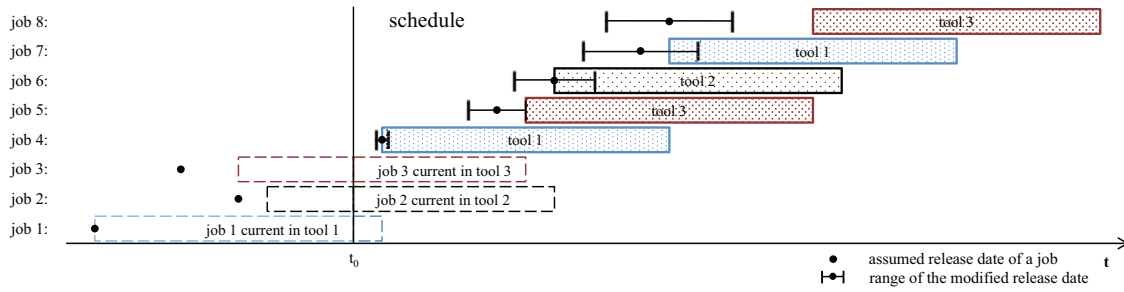 schedule
job 8: tool 3
job 7: tool 1
job 6: tool 2
job 5: tool 3
job 4: tool 1
job 3: job 3 current in tool 3
job 2: job 2 current in tool 2
job 1: job 1 current in tool 1
t0
t
assumed release date of a job
range of the modified release date